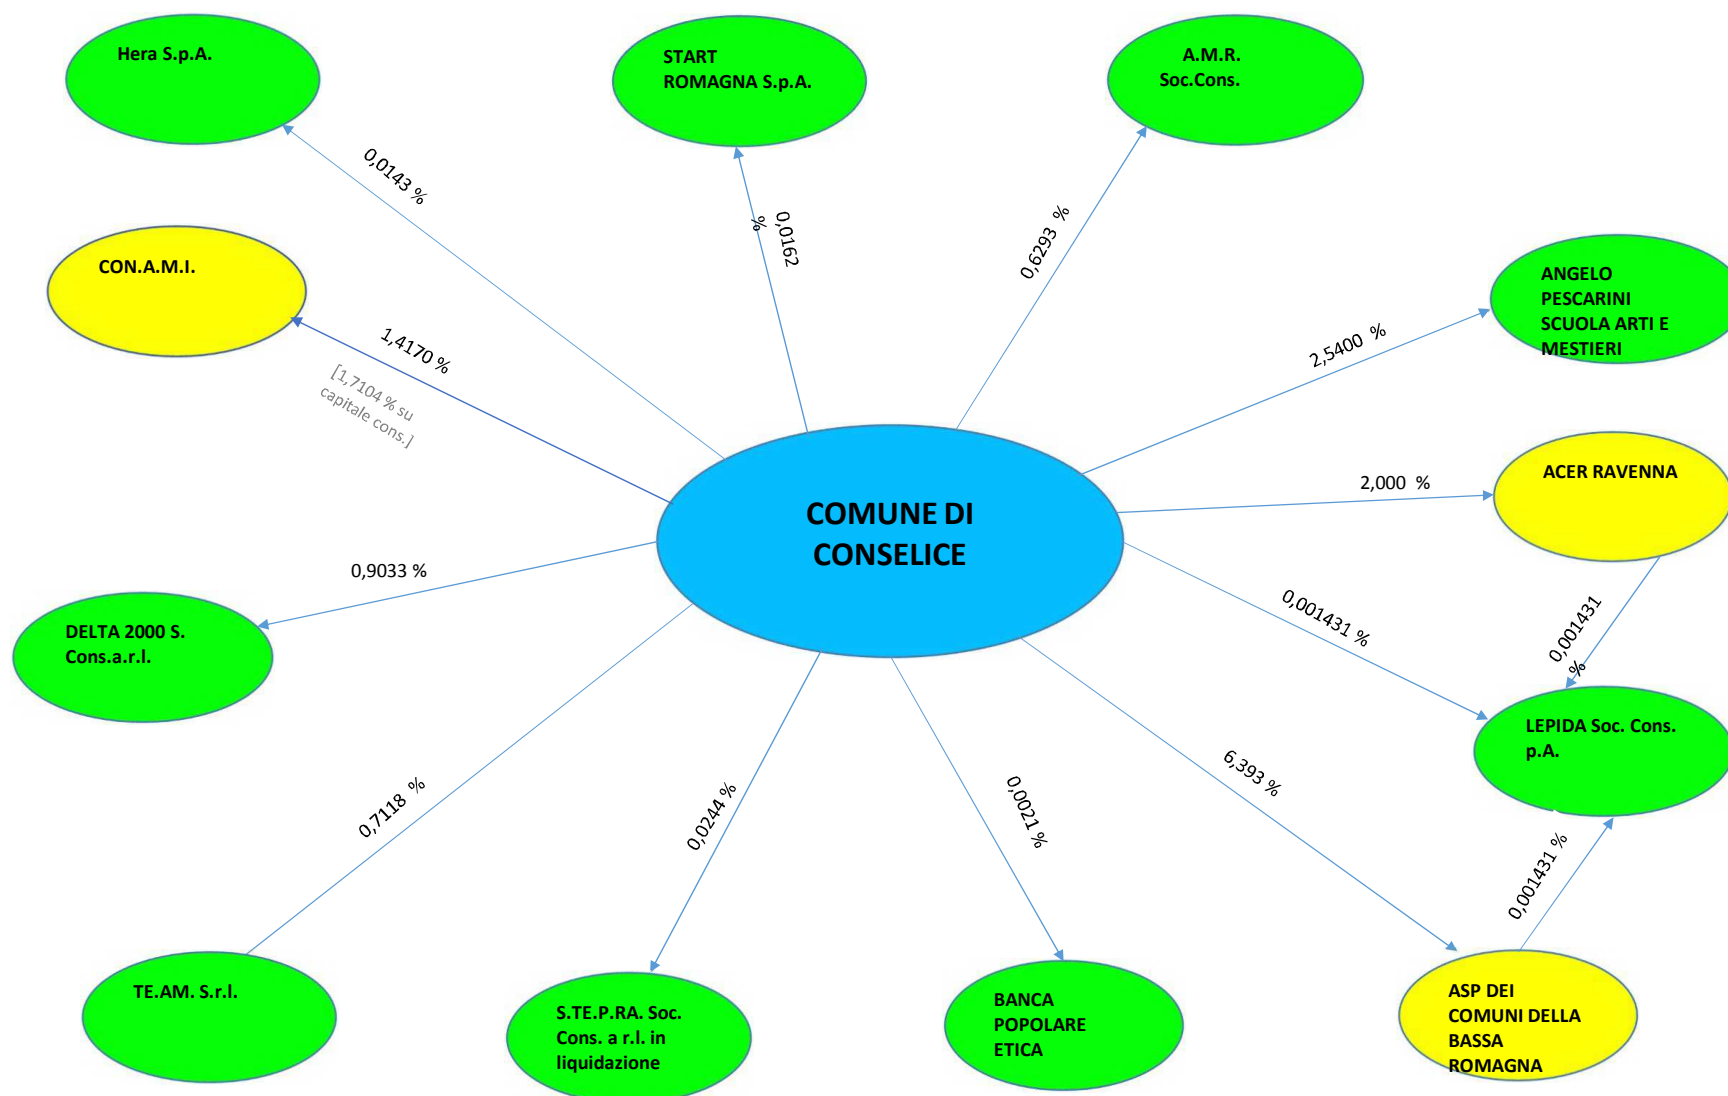 Hera S.p.A.
START
ROMAGNA S.p.A.
A.M.R.
Soc.Cons.
0,0143 %
0,0162
%
0,6293 %
CON.A.M.I.
ANGELO
PESCARINI
SCUOLA ARTI E
MESTIERI
1,4170 %
[1,7104 % su
capitale cons.]
2,5400 %
ACER RAVENNA
2,000 %
COMUNE DI
CONSELICE
0,9033 %
0,001431 %
0,001431
%
DELTA 2000 S.
Cons.a.r.l.
LEPIDA Soc. Cons.
p.A.
0,7118 %
0,0244 %
0,0021 %
6,393 %
0,001431 %
TE.AM. S.r.l.
S.TE.P.RA. Soc.
Cons. a r.l. in
liquidazione
BANCA
POPOLARE
ETICA
ASP DEI
COMUNI DELLA
BASSA
ROMAGNA